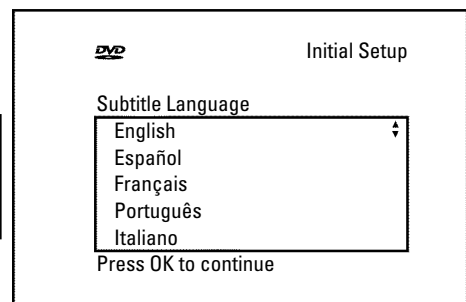 DVD
Initial Setup
Subtitle Language
English
Español
Français
Português
Italiano
Press OK to continue